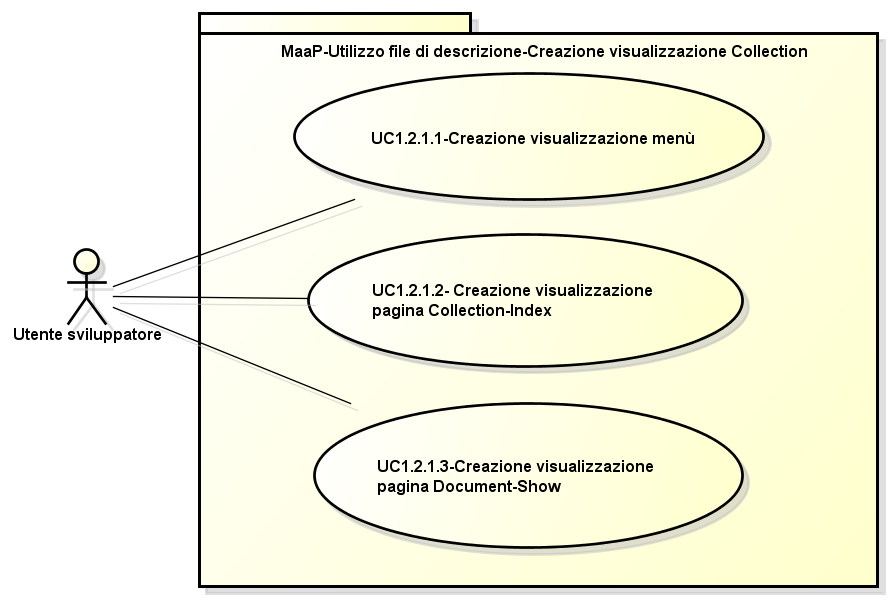 MaaP-Utilizzo file di descrizione-Creazione visualizzazione Collection
UC1.2.1.1-Creazione visualizzazione menù
UC1.2.1.2- Creazione visualizzazione
pagina Collection-Index
Utente sviluppatore
UC1.2.1.3-Creazione visualizzazione
pagina Document-Show